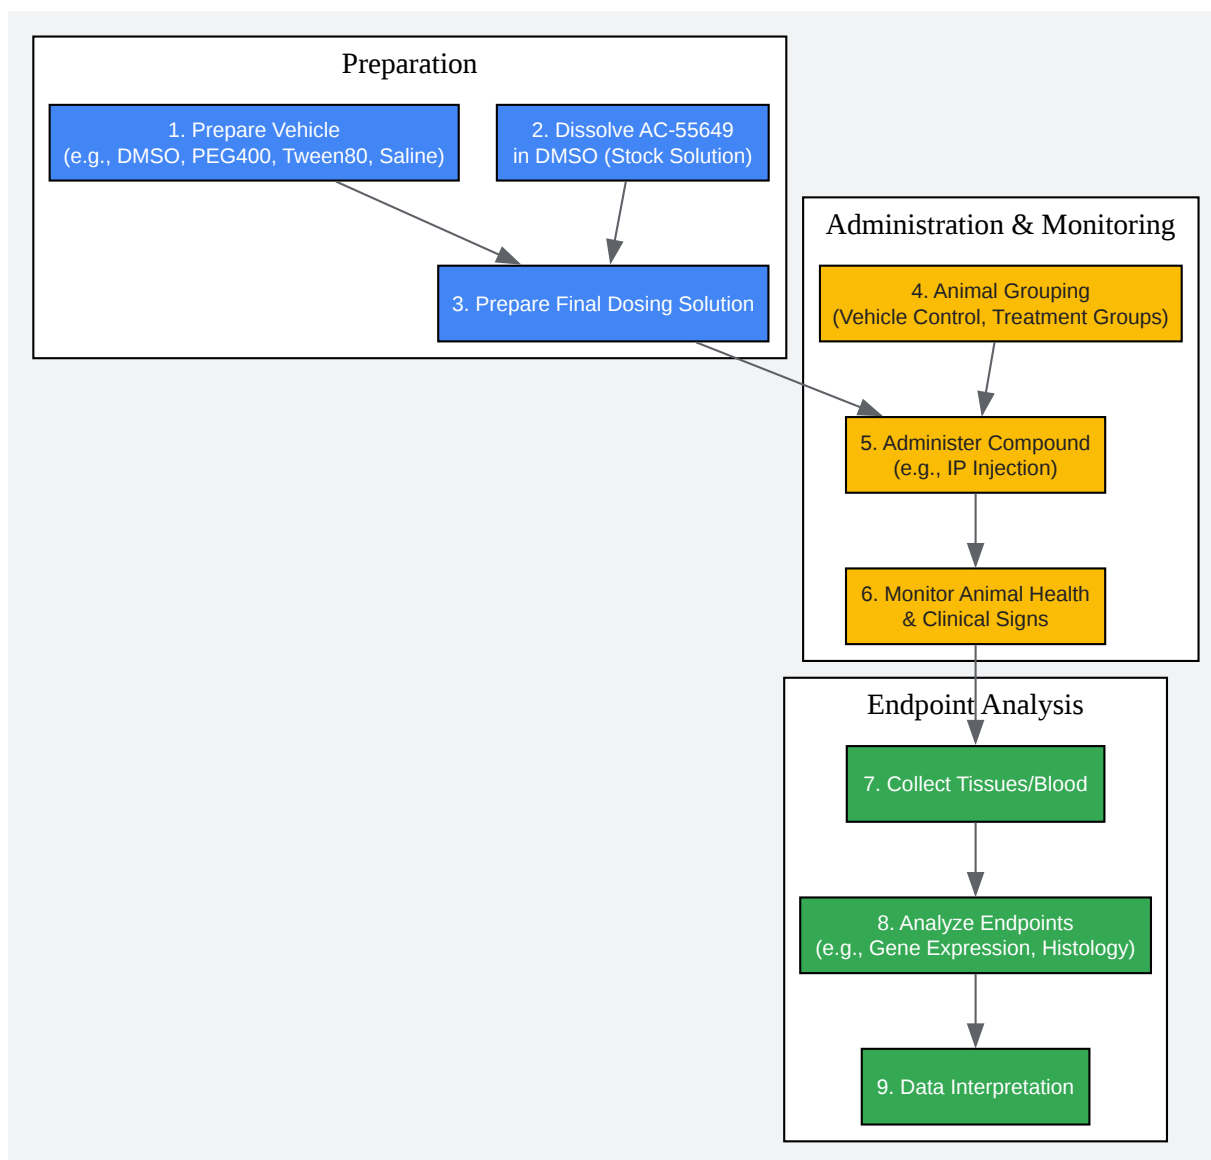 Preparation
1. Prepare Vehicle
(e.g., DMSO, PEG400, Tween80, Saline)
2. Dissolve AC-55649
in DMSO (Stock Solution)
3. Prepare Final Dosing Solution
Administration & Monitoring
4. Animal Grouping
(Vehicle Control, Treatment Groups)
5. Administer Compound
(e.g., IP Injection)
6. Monitor Animal Health
& Clinical Signs
Endpoint Analysis
7. Collect Tissues/Blood
8. Analyze Endpoints
(e.g., Gene Expression, Histology)
9. Data Interpretation